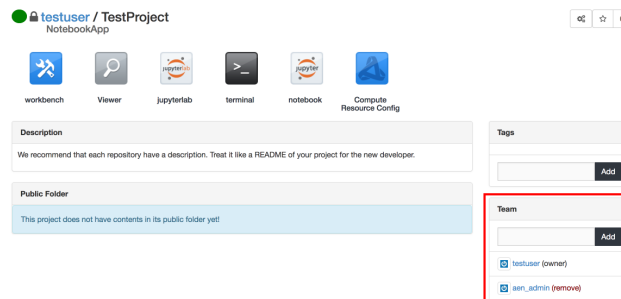 testuser / TestProject
NotebookApp
jupyterlab
>_
jupyter
workbench
Viewer
jupyterlab
terminal
notebook
Compute
Resource Config
Description
We recommend that each repository have a description. Treat it like a README of your project for the new developer.
Public Folder
This project does not have contents in its public folder yet!
Tags
Add
Team
Add
testuser (owner)
aen_admin (remove)